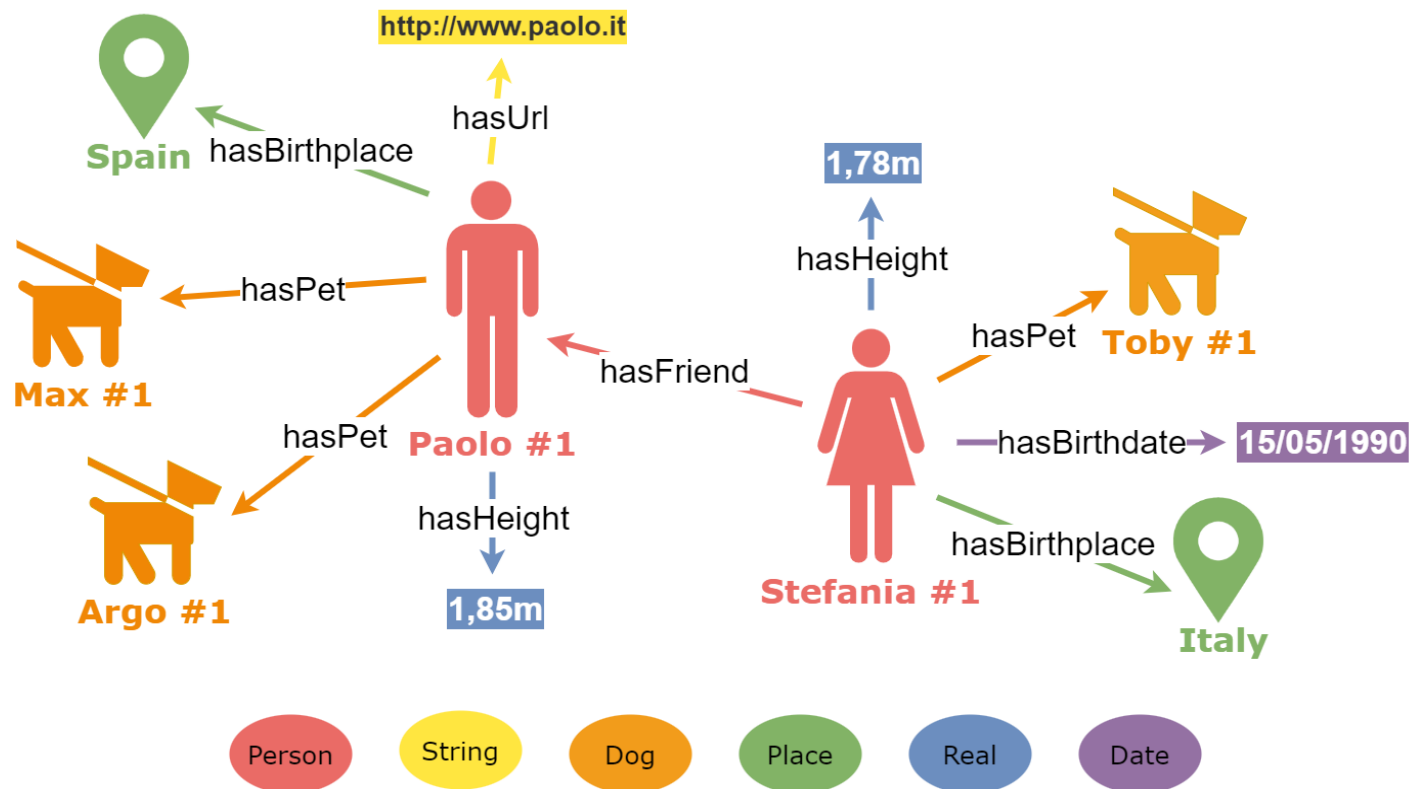 http://www.paolo.it
hasUrl
Spain
hasBirthplace
1,78m
hasHeight
hasPet
Max #1
hasFriend
hasPet
Toby #1
hasPet
Paolo #1
hasBirthdate
15/05/1990
hasHeight
hasBirthplace
Argo #1
1,85m
Stefania #1
Italy
Person
String
Dog
Place
Real
Date